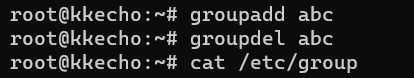 root@kkecho:~# groupadd abc
root@kkecho:~# groupdel abc
root@kkecho:~# cat /etc/group